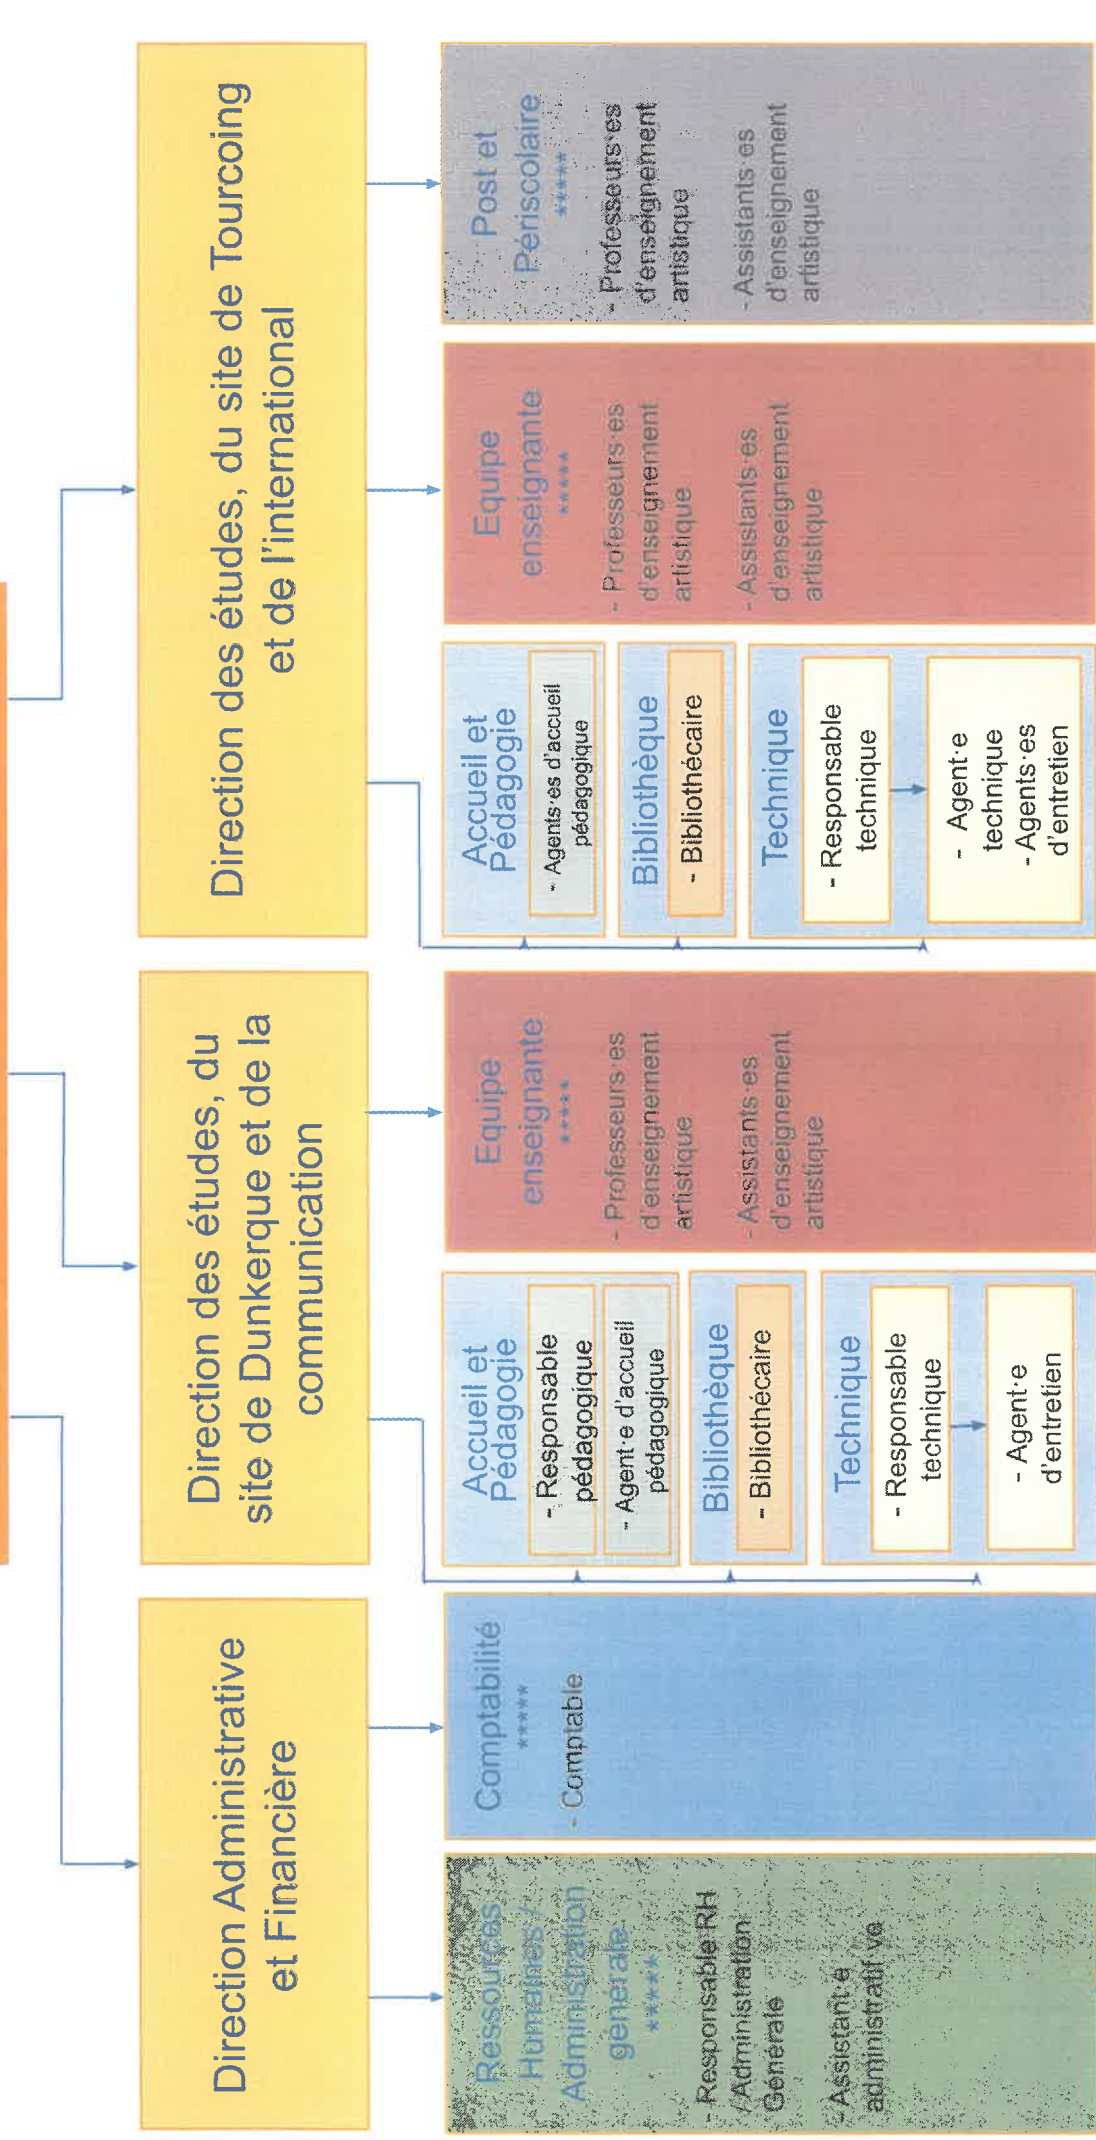 Direction Administrative
et Financière
Ressources
Humaines /
Administration
générale
*****
- Responsable RH
/ Administration
Générale
- Assistant·e
administratif·ve
Comptabilité
*****
- Comptable
Direction des études, du
site de Dunkerque et de la
communication
Accueil et
Pédagogie
- Responsable
pédagogique
- Agent·e d'accueil
pédagogique
Bibliothèque
- Bibliothécaire
Technique
- Responsable
technique
- Agent·e
d'entretien
Equipe
enseignante
*****
- Professeurs·es
d'enseignement
artistique
- Assistants·es
d'enseignement
artistique
Direction des études, du site de Tourcoing
et de l'international
Accueil et
Pédagogie
- Agents·es d'accueil
pédagogique
Bibliothèque
- Bibliothécaire
Technique
- Responsable
technique
- Agent·e
technique
- Agents·es
d'entretien
Equipe
enseignante
*****
- Professeurs·es
d'enseignement
artistique
- Assistants·es
d'enseignement
artistique
Post et
Périscolaire
*****
- Professeurs·es
d'enseignement
artistique
- Assistants·es
d'enseignement
artistique